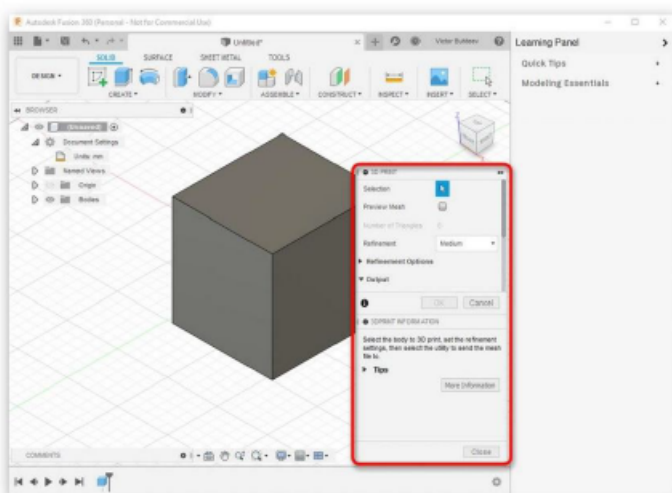 Autodesk Fusion 360 (Personal – Not for Commercial Use)
Untitled*
Learning Panel
Quick Tips
Modeling Essentials
SOLID
SURFACE
SHEET METAL
TOOLS
DESIGN
CREATE
MODIFY
ASSEMBLE
CONSTRUCT
INSPECT
INSERT
SELECT
BROWSER
(Unsaved)
Document Settings
Units: mm
Named Views
Origin
Bodies
3D PRINT
Selection
Preview Mesh
Number of Triangles
Refinement
Medium
Refinement Options
Output
OK
Cancel
3DPRINT INFORMATION
Select the body to 3D print, set the refinement
settings, then select the utility to send the mesh
file to.
Tips
More Information
Close
COMMENTS